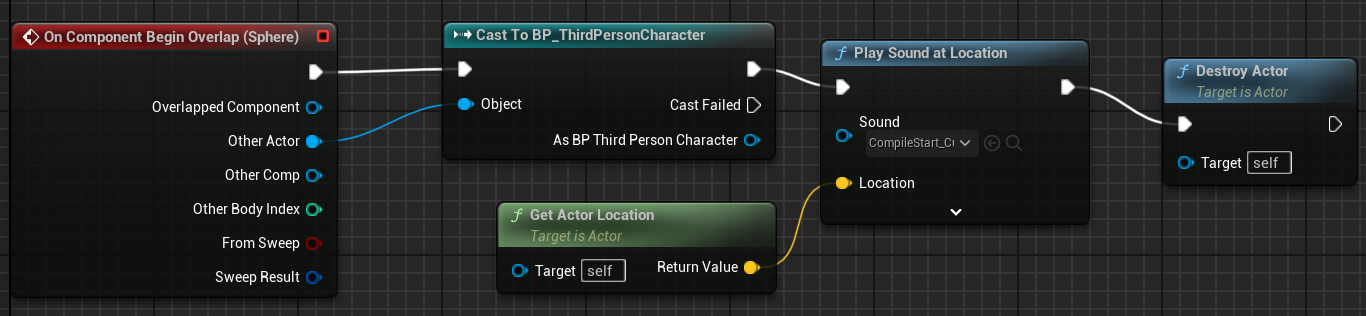 On Component Begin Overlap (Sphere)
Overlapped Component
Other Actor
Other Comp
Other Body Index
From Sweep
Sweep Result
Cast To BP_ThirdPersonCharacter
Object
Cast Failed
As BP Third Person Character
f Get Actor Location
Target is Actor
Target self
Return Value
f Play Sound at Location
Sound
CompileStart_
Location
f Destroy Actor
Target is Actor
Target self